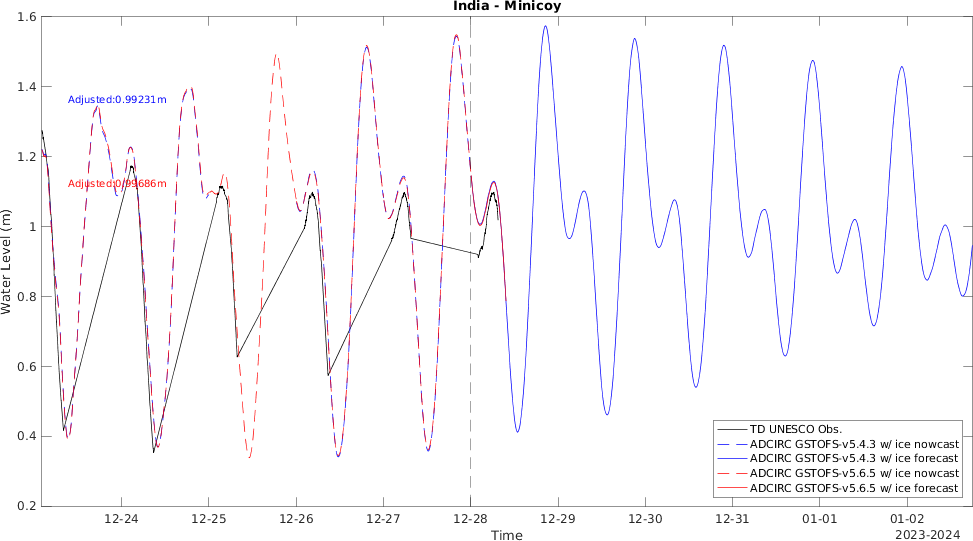 India - Minicoy
1.6
1.4
1.2
1
0.8
0.6
0.4
0.2
Water Level (m)
Adjusted:0.99231m
Adjusted:0.99686m
TD UNESCO Obs.
ADCIRC GSTOFS-v5.4.3 w/ ice nowcast
ADCIRC GSTOFS-v5.4.3 w/ ice forecast
ADCIRC GSTOFS-v5.6.5 w/ ice nowcast
ADCIRC GSTOFS-v5.6.5 w/ ice forecast
12-24 12-25 12-26 12-27 12-28 12-29 12-30 12-31 01-01 01-02
Time
2023-2024